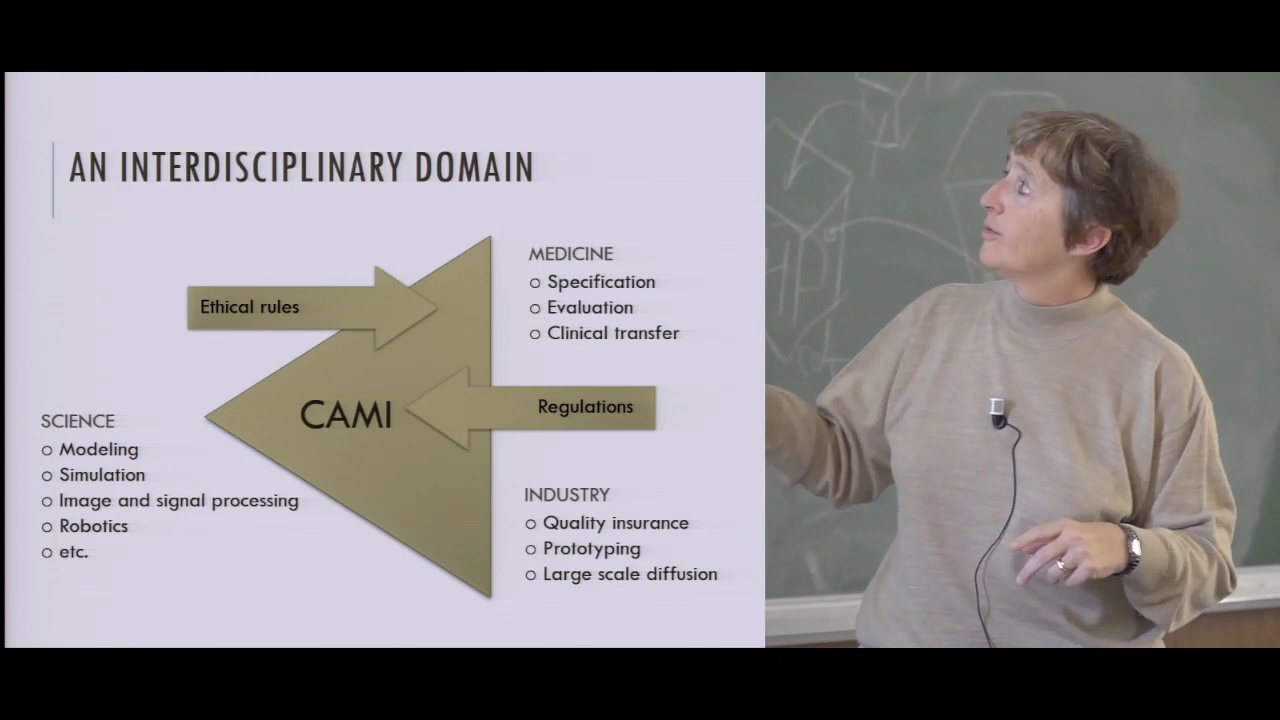 AN INTERDISCIPLINARY DOMAIN
MEDICINE
o Specification
o Evaluation
o Clinical transfer
Ethical rules
CAMI
Regulations
SCIENCE
o Modeling
o Simulation
o Image and signal processing
o Robotics
o etc.
INDUSTRY
o Quality insurance
o Prototyping
o Large scale diffusion